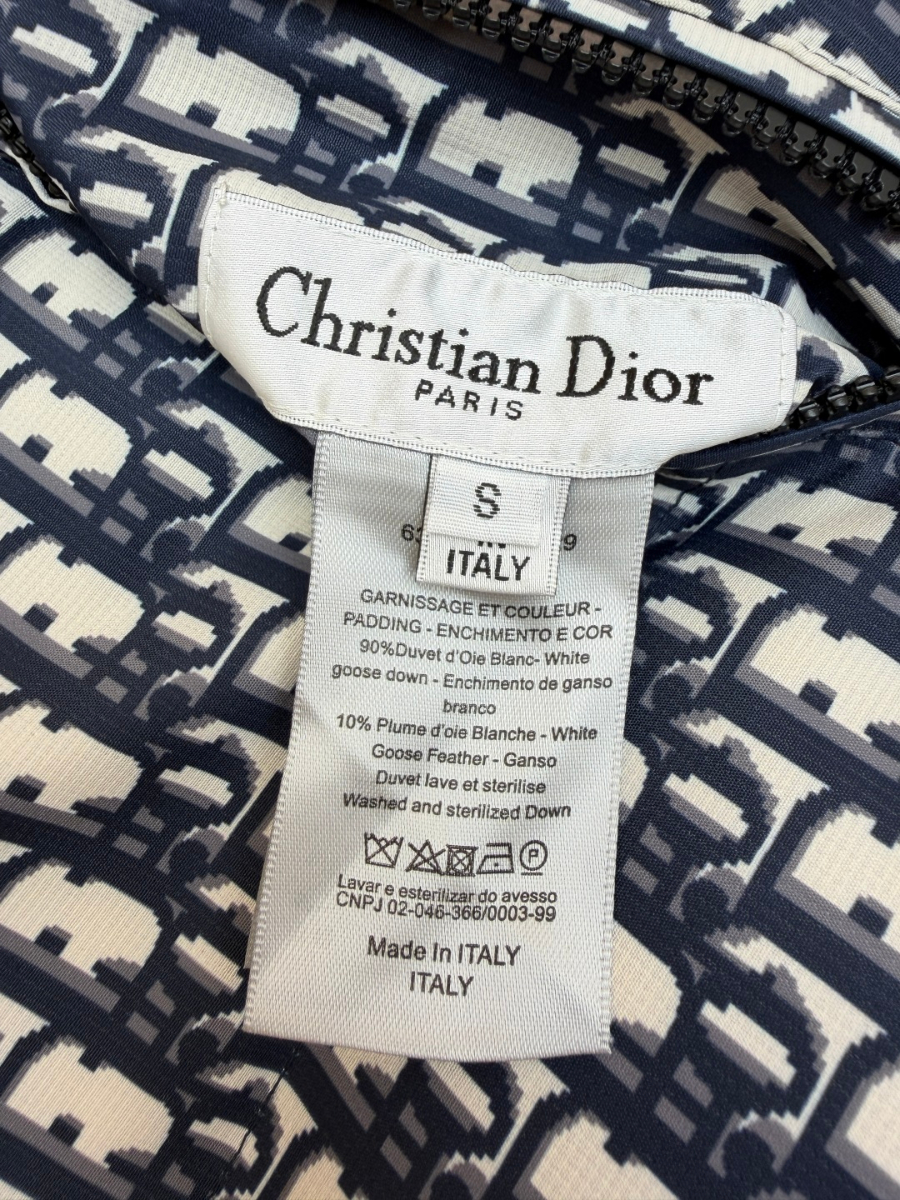 Christian Dior
PARIS
S
ITALY
GARNISSAGE ET COULEUR -
PADDING - ENCHIMENTO E COR
90%Duvet d'Oie Blanc- White
goose down - Enchimento de ganso
branco
10% Plume d'oie Blanche - White
Goose Feather - Ganso
Duvet lave et sterilise
Washed and sterilized Down
P
Lavar e esterilizar do avesso
CNPJ 02-046-366/0003-99
Made In ITALY
ITALY